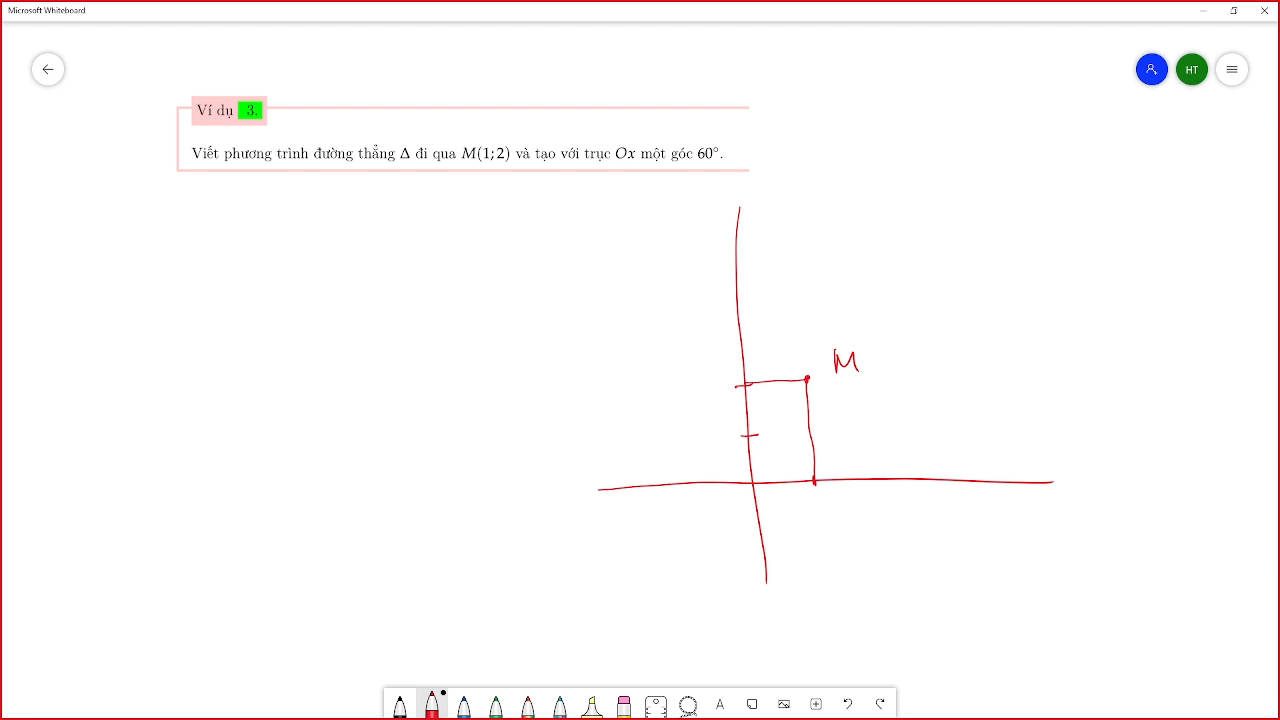 Microsoft Whiteboard
HT
Ví dụ 3.
Viết phương trình đường thẳng Δ đi qua M(1; 2) và tạo với trục Ox một góc 60°.
M
A